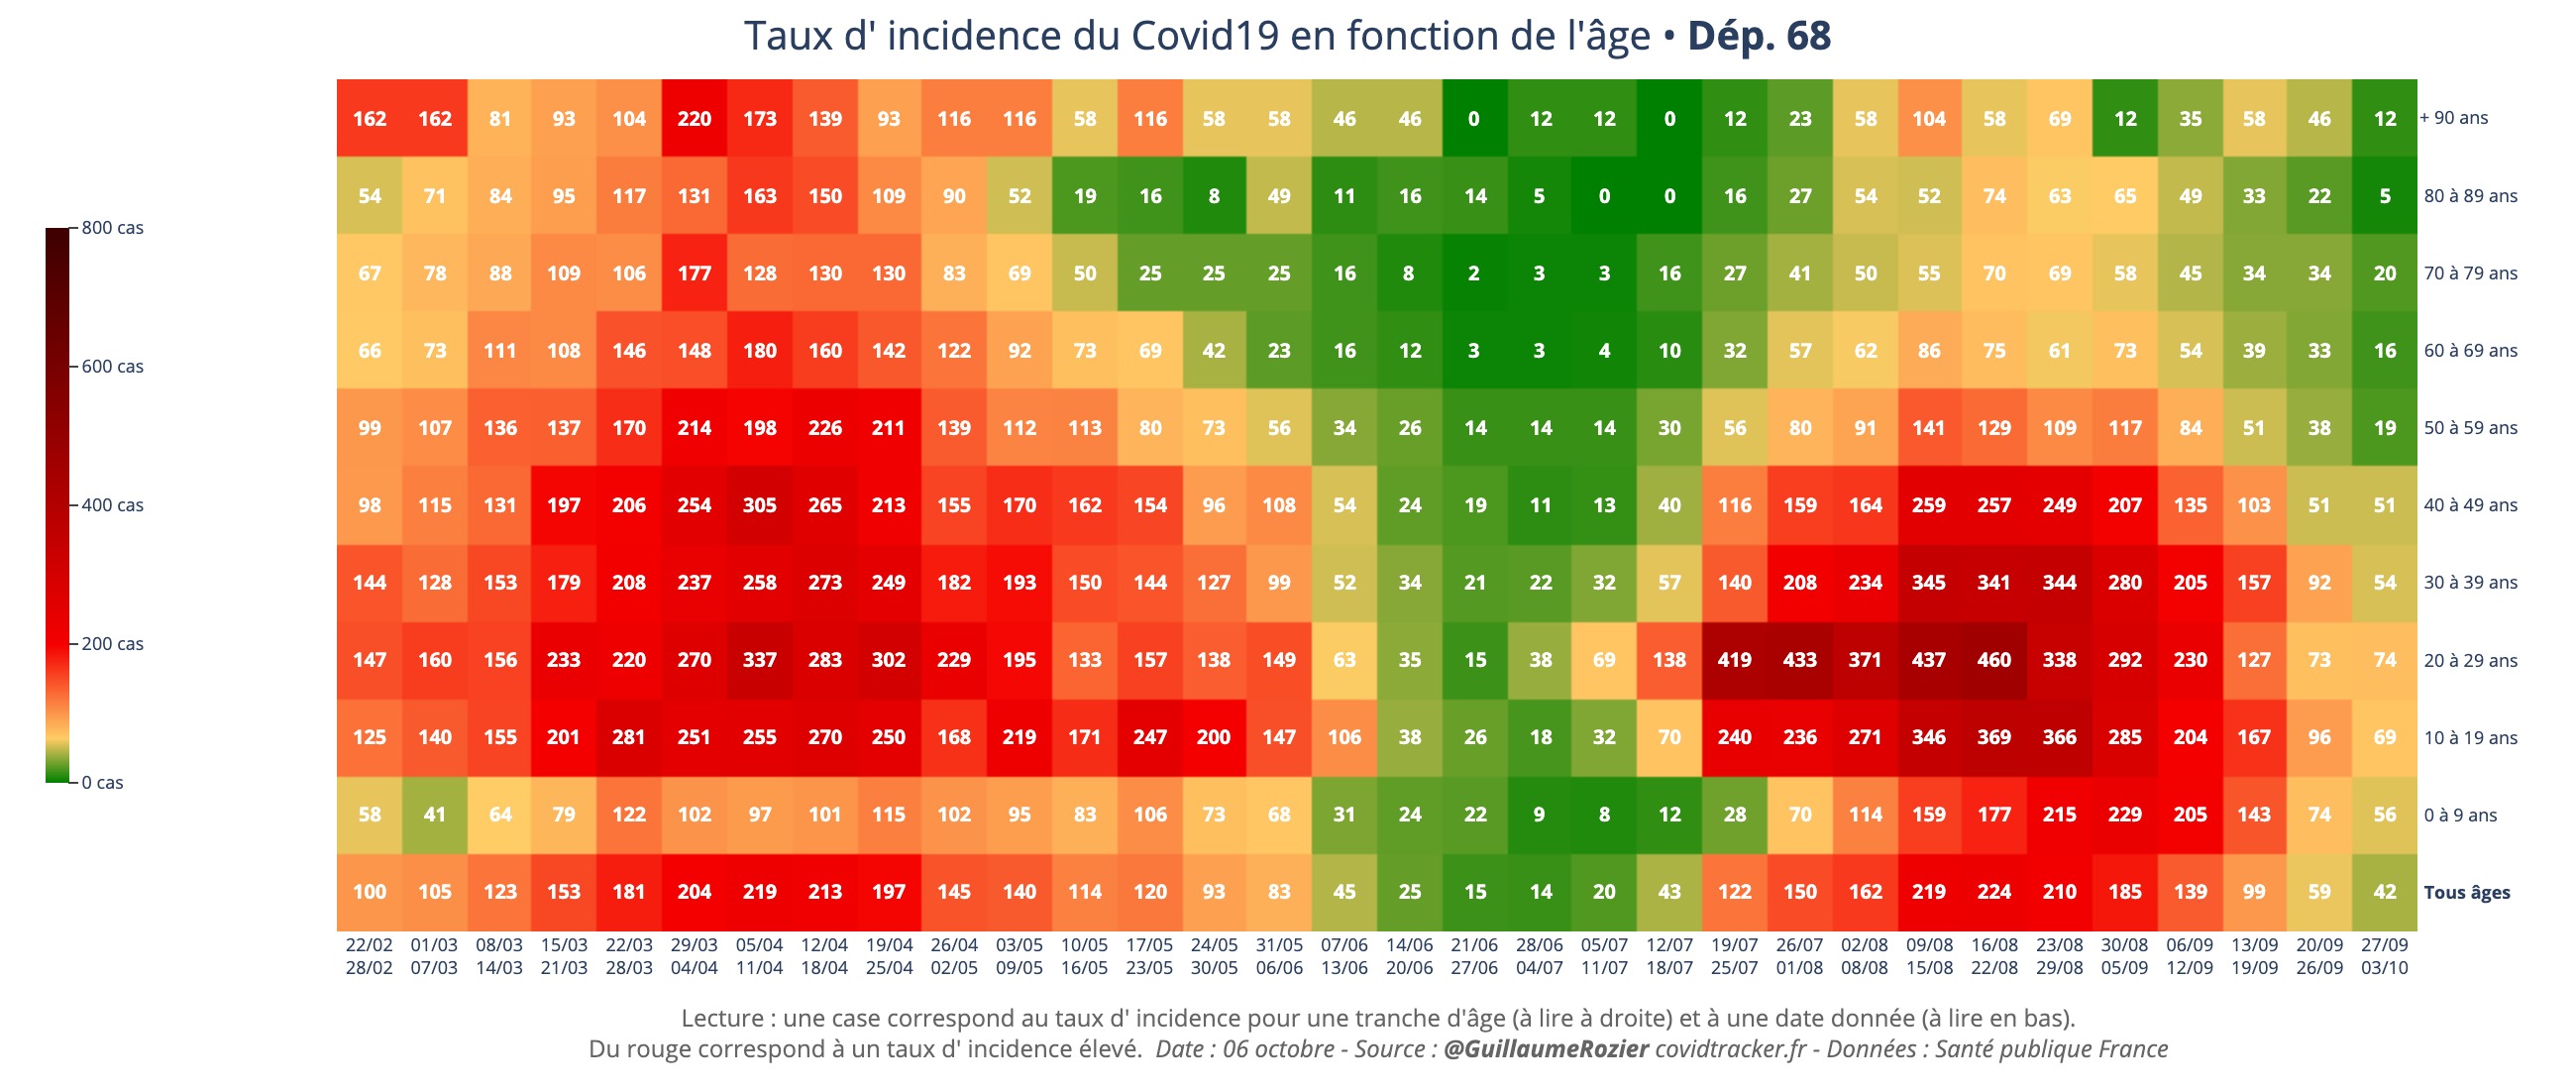 Taux d' incidence du Covid19 en fonction de l'âge • Dép. 68
162 162 81 93 104 220 173 139 93 116 116 58 116 58 58 46 46 0 12 12 0 12 23 58 104 58 69 12 35 58 46 12 + 90 ans
54 71 84 95 117 131 163 150 109 90 52 19 16 8 49 11 16 14 5 0 0 16 27 54 52 74 63 65 49 33 22 5 80 à 89 ans
800 cas
67 78 88 109 106 177 128 130 130 83 69 50 25 25 25 16 8 2 3 3 16 27 41 50 55 70 69 58 45 34 34 20 70 à 79 ans
66 73 111 108 146 148 180 160 142 122 92 73 69 42 23 16 12 3 3 4 10 32 57 62 86 75 61 73 54 39 33 16 60 à 69 ans
600 cas
99 107 136 137 170 214 198 226 211 139 112 113 80 73 56 34 26 14 14 14 30 56 80 91 141 129 109 117 84 51 38 19 50 à 59 ans
400 cas
98 115 131 197 206 254 305 265 213 155 170 162 154 96 108 54 24 19 11 13 40 116 159 164 259 257 249 207 135 103 51 51 40 à 49 ans
144 128 153 179 208 237 258 273 249 182 193 150 144 127 99 52 34 21 22 32 57 140 208 234 345 341 344 280 205 157 92 54 30 à 39 ans
200 cas
147 160 156 233 220 270 337 283 302 229 195 133 157 138 149 63 35 15 38 69 138 419 433 371 437 460 338 292 230 127 73 74 20 à 29 ans
125 140 155 201 281 251 255 270 250 168 219 171 247 200 147 106 38 26 18 32 70 240 236 271 346 369 366 285 204 167 96 69 10 à 19 ans
0 cas
58 41 64 79 122 102 97 101 115 102 95 83 106 73 68 31 24 22 9 8 12 28 70 114 159 177 215 229 205 143 74 56 0 à 9 ans
100 105 123 153 181 204 219 213 197 145 140 114 120 93 83 45 25 15 14 20 43 122 150 162 219 224 210 185 139 99 59 42 Tous âges
22/02 01/03 08/03 15/03 22/03 29/03 05/04 12/04 19/04 26/04 03/05 10/05 17/05 24/05 31/05 07/06 14/06 21/06 28/06 05/07 12/07 19/07 26/07 02/08 09/08 16/08 23/08 30/08 06/09 13/09 20/09 27/09
28/02 07/03 14/03 21/03 28/03 04/04 11/04 18/04 25/04 02/05 09/05 16/05 23/05 30/05 06/06 13/06 20/06 27/06 04/07 11/07 18/07 25/07 01/08 08/08 15/08 22/08 29/08 05/09 12/09 19/09 26/09 03/10
Lecture : une case correspond au taux d' incidence pour une tranche d'âge (à lire à droite) et à une date donnée (à lire en bas).
Du rouge correspond à un taux d' incidence élevé. Date : 06 octobre - Source : @GuillaumeRozier covidtracker.fr - Données : Santé publique France